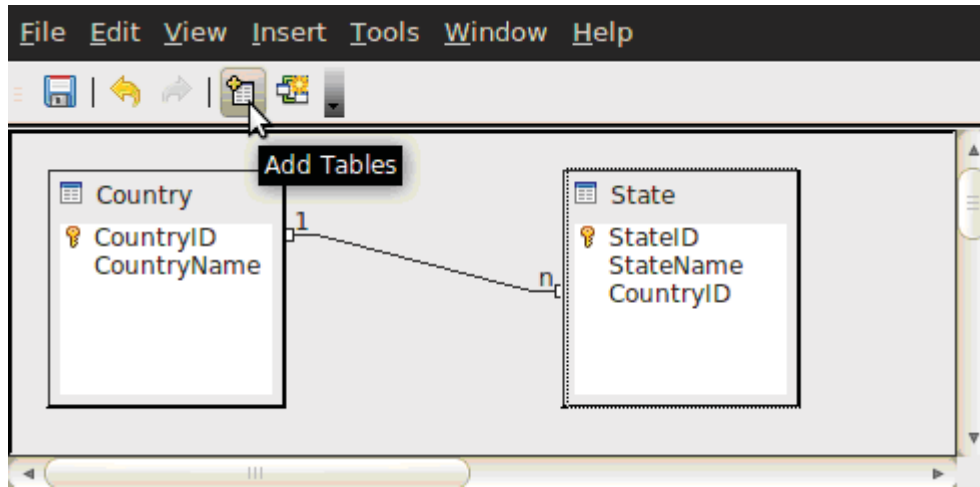 File Edit View Insert Tools Window Help
Add Tables
Country
CountryID
CountryName
1
n
State
StateID
StateName
CountryID